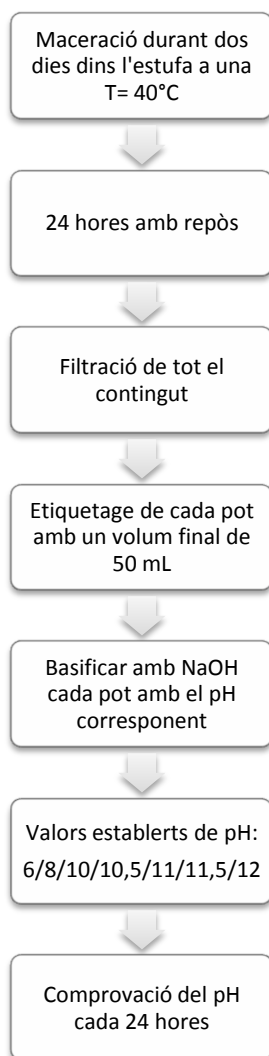 Maceració durant dos
dies dins l'estufa a una
T= 40°C
24 hores amb repòs
Filtració de tot el
contingut
Etiquetage de cada pot
amb un volum final de
50 mL
Basificar amb NaOH
cada pot amb el pH
corresponent
Valors establerts de pH:
6/8/10/10,5/11/11,5/12
Comprovació del pH
cada 24 hores